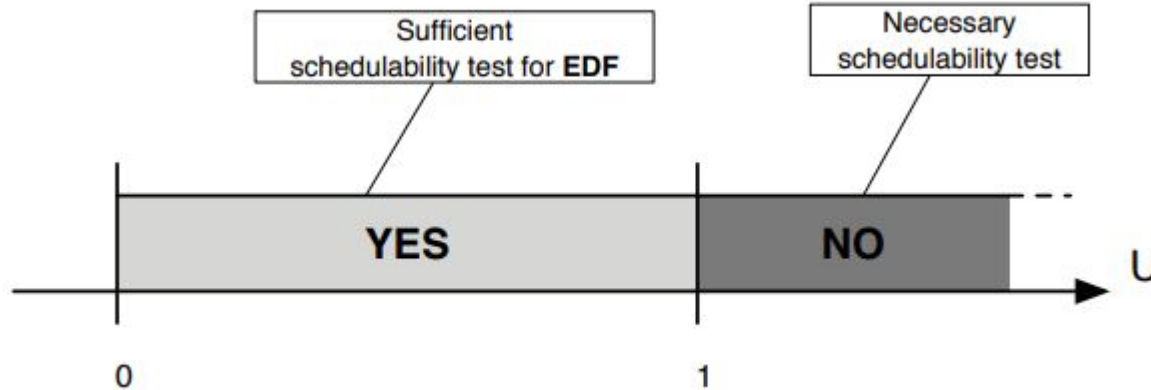 Sufficient
schedulability test for EDF
Necessary
schedulability test
YES
NO
U
0
1